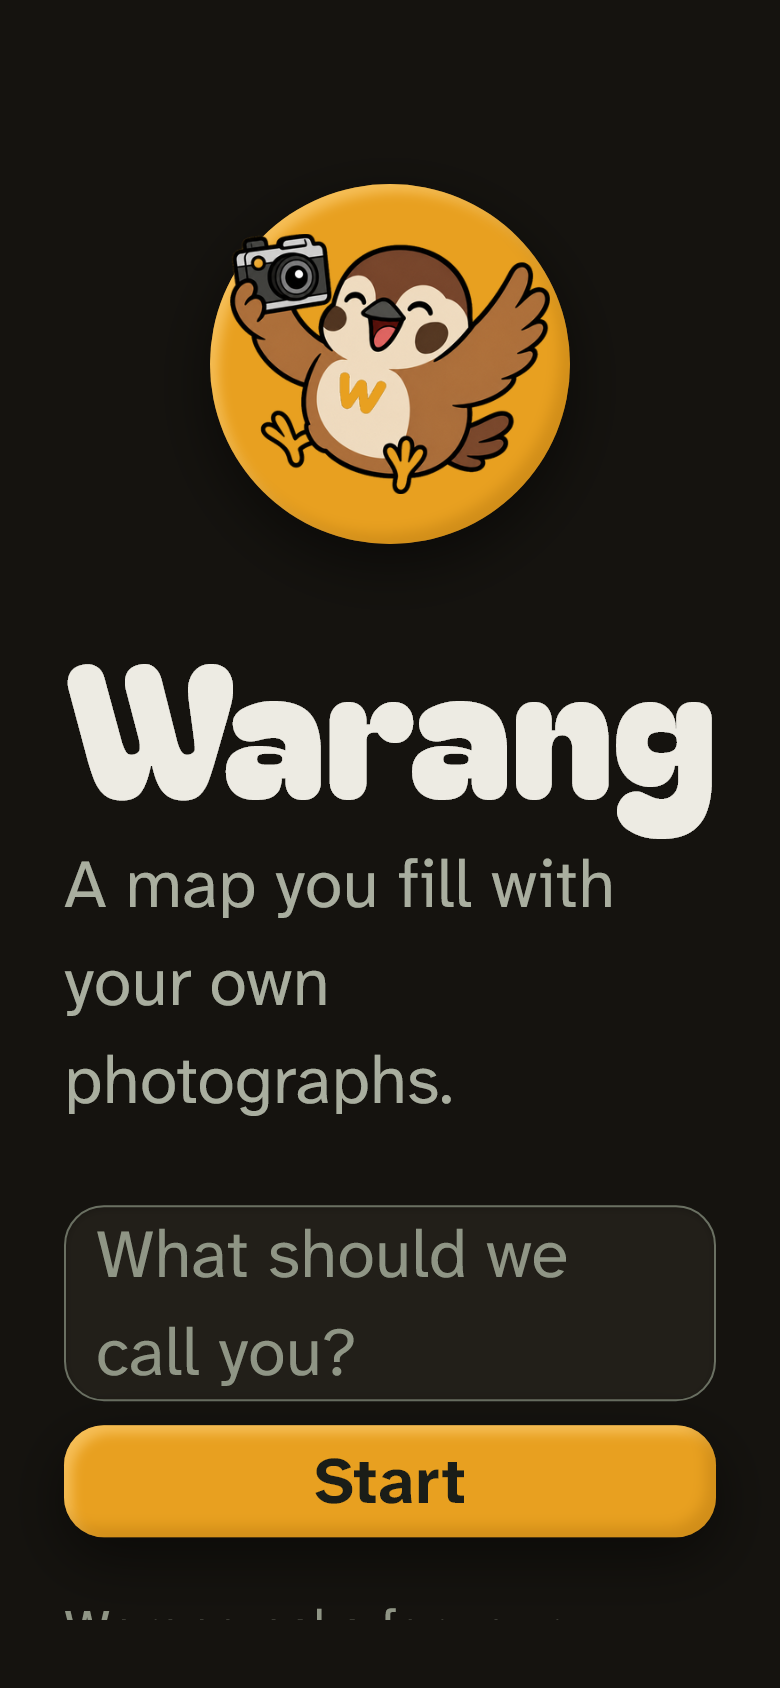 W
Warang
A map you fill with
your own
photographs.
What should we
call you?
Start